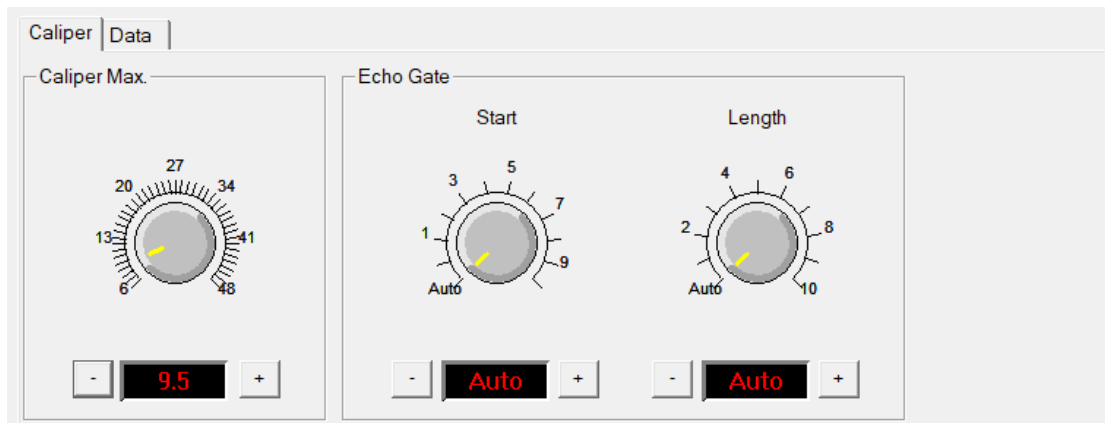 Caliper Data
Caliper Max.
Echo Gate
Start Length
27
20 34
13 41
6 48
5
3 7
1 9
Auto
4 6
2 8
Auto 10
- 9.5 +
- Auto +
- Auto +